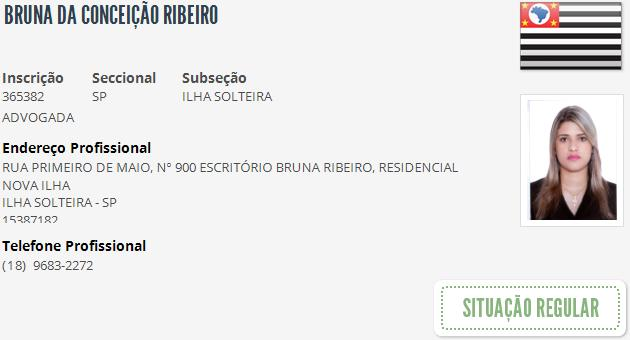 BRUNA DA CONCEIÇÃO RIBEIRO
Inscrição Seccional Subseção
365382 SP ILHA SOLTEIRA
ADVOGADA
Endereço Profissional
RUA PRIMEIRO DE MAIO, Nº 900 ESCRITÓRIO BRUNA RIBEIRO, RESIDENCIAL
NOVA ILHA
ILHA SOLTEIRA - SP
15387182
Telefone Profissional
(18) 9683-2272
SITUAÇÃO REGULAR